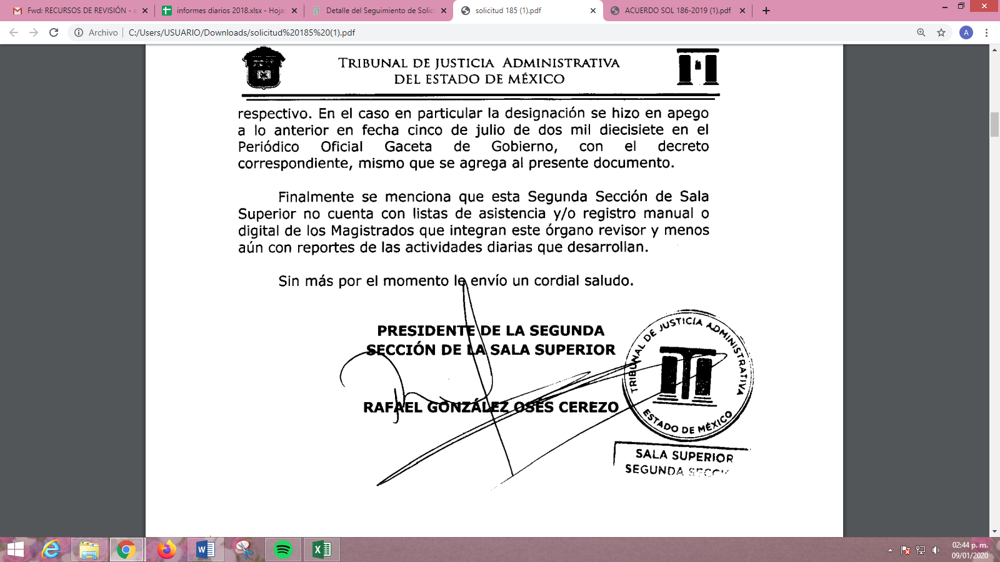 Fwd: RECURSOS DE REVISIÓN - a
informes diarios 2018.xlsx - Hoja
Detalle del Seguimiento de Solici
solicitud 185 (1).pdf
ACUERDO SOL 186-2019 (1).pdf
Archivo
C:/Users/USUARIO/Downloads/solicitud%20185%20(1).pdf
A
TRIBUNAL DE JUSTICIA ADMINISTRATIVA
DEL ESTADO DE MÉXICO
respectivo. En el caso en particular la designación se hizo en apego
a lo anterior en fecha cinco de julio de dos mil diecisiete en el
Periódico Oficial Gaceta de Gobierno, con el decreto
correspondiente, mismo que se agrega al presente documento.
Finalmente se menciona que esta Segunda Sección de Sala
Superior no cuenta con listas de asistencia y/o registro manual o
digital de los Magistrados que integran este órgano revisor y menos
aún con reportes de las actividades diarias que desarrollan.
Sin más por el momento le envío un cordial saludo.
PRESIDENTE DE LA SEGUNDA
SECCIÓN DE LA SALA SUPERIOR
RAFAEL GONZÁLEZ OSÉS CEREZO
TRIBUNAL DE JUSTICIA ADMINISTRATIVA
ESTADO DE MÉXICO
SALA SUPERIOR
SEGUNDA SECCI
02:44 p. m.
09/01/2020